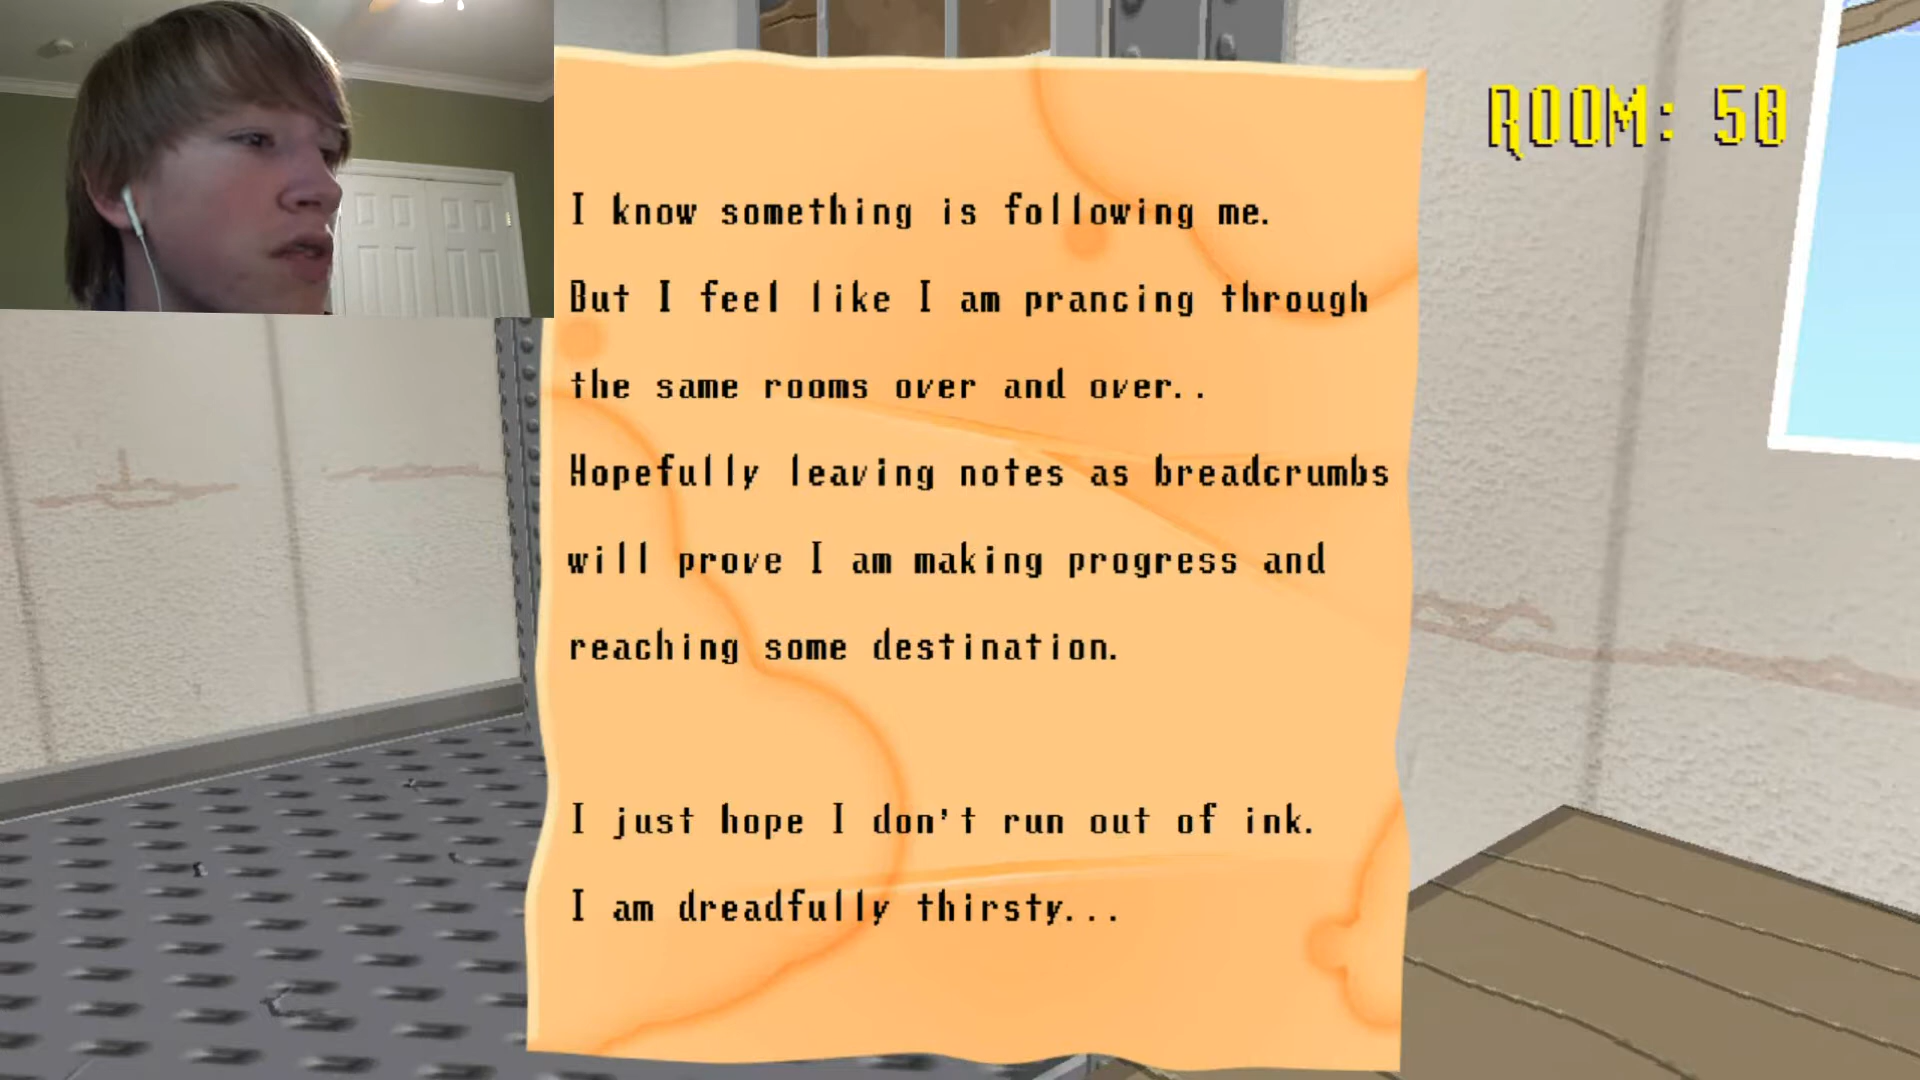 ROOM: 50
I know something is following me.
But I feel like I am prancing through
the same rooms over and over..
Hopefully leaving notes as breadcrumbs
will prove I am making progress and
reaching some destination.
I just hope I don't run out of ink.
I am dreadfully thirsty...